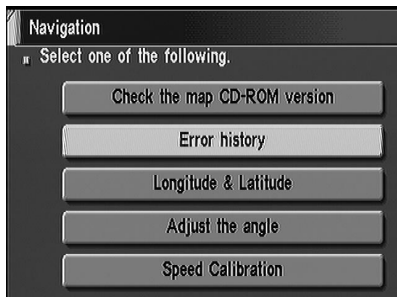 Navigation
Select one of the following.
Check the map CD-ROM version
Error history
Longitude & Latitude
Adjust the angle
Speed Calibration